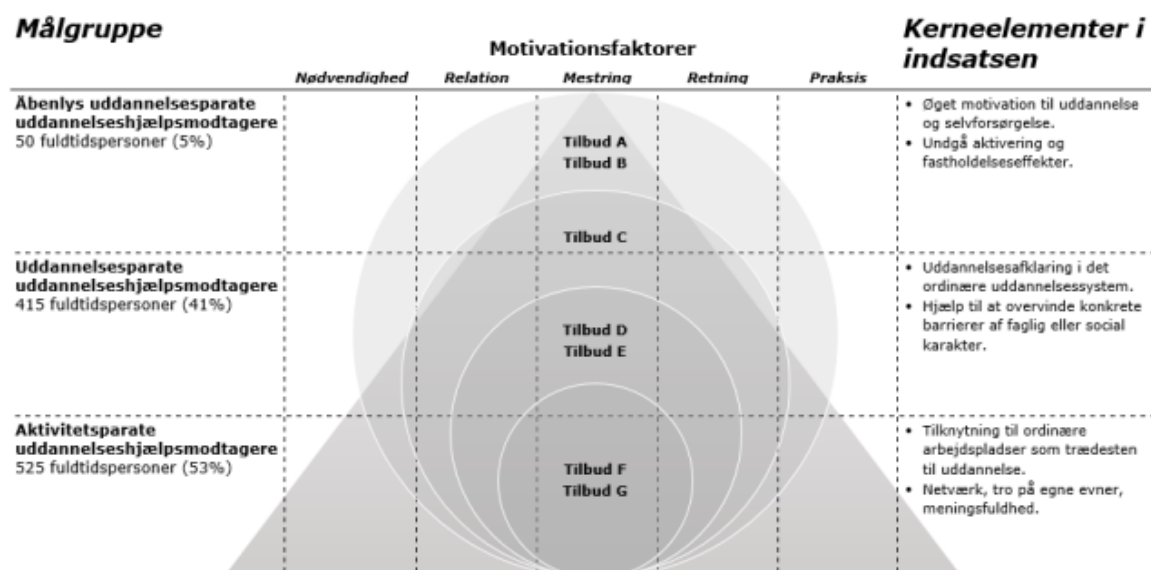 Målgruppe
Motivationsfaktorer
Kerneelementer i
indsatsen
Nødvendighed Relation Mestring Retning Praksis
Åbenlys uddannelsesparate
uddannelseshjælpsmodtagere
50 fuldtidspersoner (5%)
Tilbud A
Tilbud B
Tilbud C
• Øget motivation til uddannelse
og selvforsørgelse.
• Undgå aktivering og
fastholdelseseffekter.
Uddannelsesparate
uddannelseshjælpsmodtagere
415 fuldtidspersoner (41%)
Tilbud D
Tilbud E
• Uddannelsesafklaring i det
ordinære uddannelsessystem.
• Hjælp til at overvinde konkrete
barrierer af faglig eller social
karakter.
Aktivitetsparate
uddannelseshjælpsmodtagere
525 fuldtidspersoner (53%)
Tilbud F
Tilbud G
• Tilknytning til ordinære
arbejdspladser som trædesten
til uddannelse.
• Netværk, tro på egne evner,
meningsfuldhed.